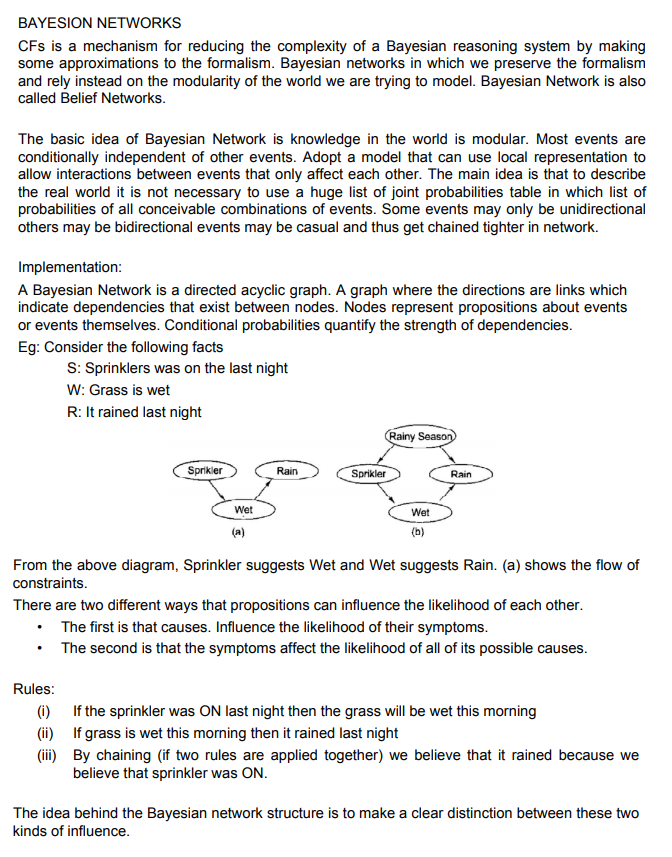 BAYESION NETWORKS
CFs is a mechanism for reducing the complexity of a Bayesian reasoning system by making
some approximations to the formalism. Bayesian networks in which we preserve the formalism
and rely instead on the modularity of the world we are trying to model. Bayesian Network is also
called Belief Networks.
The basic idea of Bayesian Network is knowledge in the world is modular. Most events are
conditionally independent of other events. Adopt a model that can use local representation to
allow interactions between events that only affect each other. The main idea is that to describe
the real world it is not necessary to use a huge list of joint probabilities table in which list of
probabilities of all conceivable combinations of events. Some events may only be unidirectional
others may be bidirectional events may be casual and thus get chained tighter in network.
Implementation:
A Bayesian Network is a directed acyclic graph. A graph where the directions are links which
indicate dependencies that exist between nodes. Nodes represent propositions about events
or events themselves. Conditional probabilities quantify the strength of dependencies.
Eg: Consider the following facts
S: Sprinklers was on the last night
W: Grass is wet
R: It rained last night
Rainy Season
Sprikler Rain Sprikler Rain
Wet Wet
(a) (b)
From the above diagram, Sprinkler suggests Wet and Wet suggests Rain. (a) shows the flow of
constraints.
There are two different ways that propositions can influence the likelihood of each other.
• The first is that causes. Influence the likelihood of their symptoms.
• The second is that the symptoms affect the likelihood of all of its possible causes.
Rules:
(i) If the sprinkler was ON last night then the grass will be wet this morning
(ii) If grass is wet this morning then it rained last night
(iii) By chaining (if two rules are applied together) we believe that it rained because we
believe that sprinkler was ON.
The idea behind the Bayesian network structure is to make a clear distinction between these two
kinds of influence.